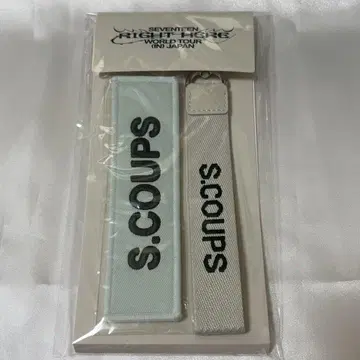 SEVENTEEN
RIGHT HERE
WORLD TOUR
(IN) JAPAN
S.COUPS
S.COUPS